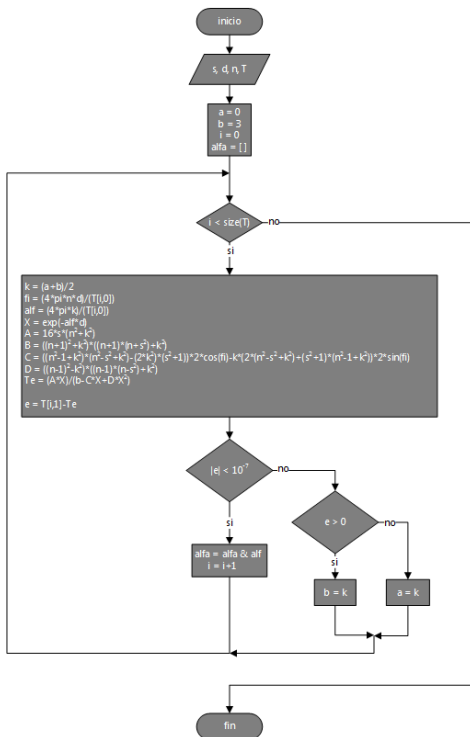 inicio
s, d, n, T
a = 0
b = 3
i = 0
alfa = [ ]
i < size(T)
no
si
k = (a+b)/2
fi = (4*pi*n*d)/(T[i,0])
alf = (4*pi*k)/(T[i,0])
X = exp(-alf*d)
A = 16*s*(n²+k²)
B = ((n+1)²+k²)*((n+1)*(n+s²)+k²)
C = ((n²-1+k²)*(n²-s²+k²)-(2*k²)*(s²+1))*2*cos(fi)-k*(2*(n²-s²+k²)+(s²+1)*(n²-1+k²))*2*sin(fi)
D = ((n-1)²-k²)*((n-1)*(n-s²)+k²)
Te = (A*X)/(b-C*X+D*X²)
e = T[i,1]-Te
|e| < 10⁻⁷
no
si
e > 0
no
si
alfa = alfa & alf
i = i+1
b = k
a = k
fin